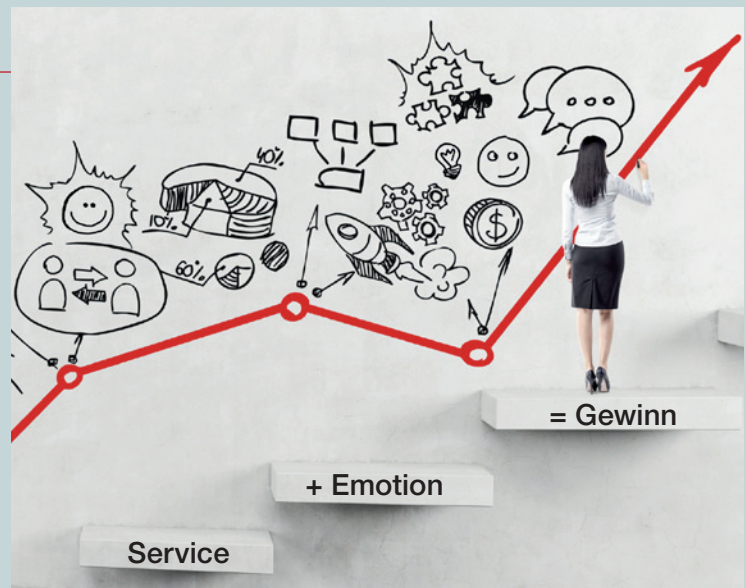 40%
10%
60%
$
= Gewinn
+ Emotion
Service